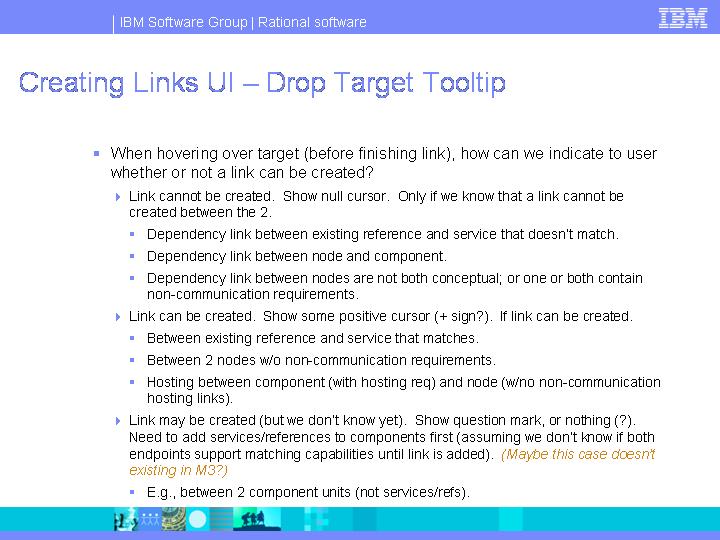 IBM Software Group | Rational software
IBM
Creating Links UI – Drop Target Tooltip
When hovering over target (before finishing link), how can we indicate to user
whether or not a link can be created?
Link cannot be created. Show null cursor. Only if we know that a link cannot be
created between the 2.
Dependency link between existing reference and service that doesn't match.
Dependency link between node and component.
Dependency link between nodes are not both conceptual; or one or both contain
non-communication requirements.
Link can be created. Show some positive cursor (+ sign?). If link can be created.
Between existing reference and service that matches.
Between 2 nodes w/o non-communication requirements.
Hosting between component (with hosting req) and node (w/no non-communication
hosting links).
Link may be created (but we don't know yet). Show question mark, or nothing (?).
Need to add services/references to components first (assuming we don't know if both
endpoints support matching capabilities until link is added). (Maybe this case doesn't
existing in M3?)
E.g., between 2 component units (not services/refs).